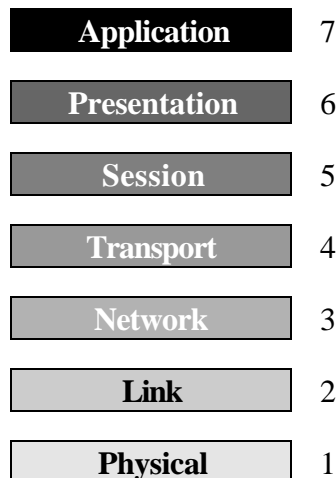 Application 7
Presentation 6
Session 5
Transport 4
Network 3
Link 2
Physical 1